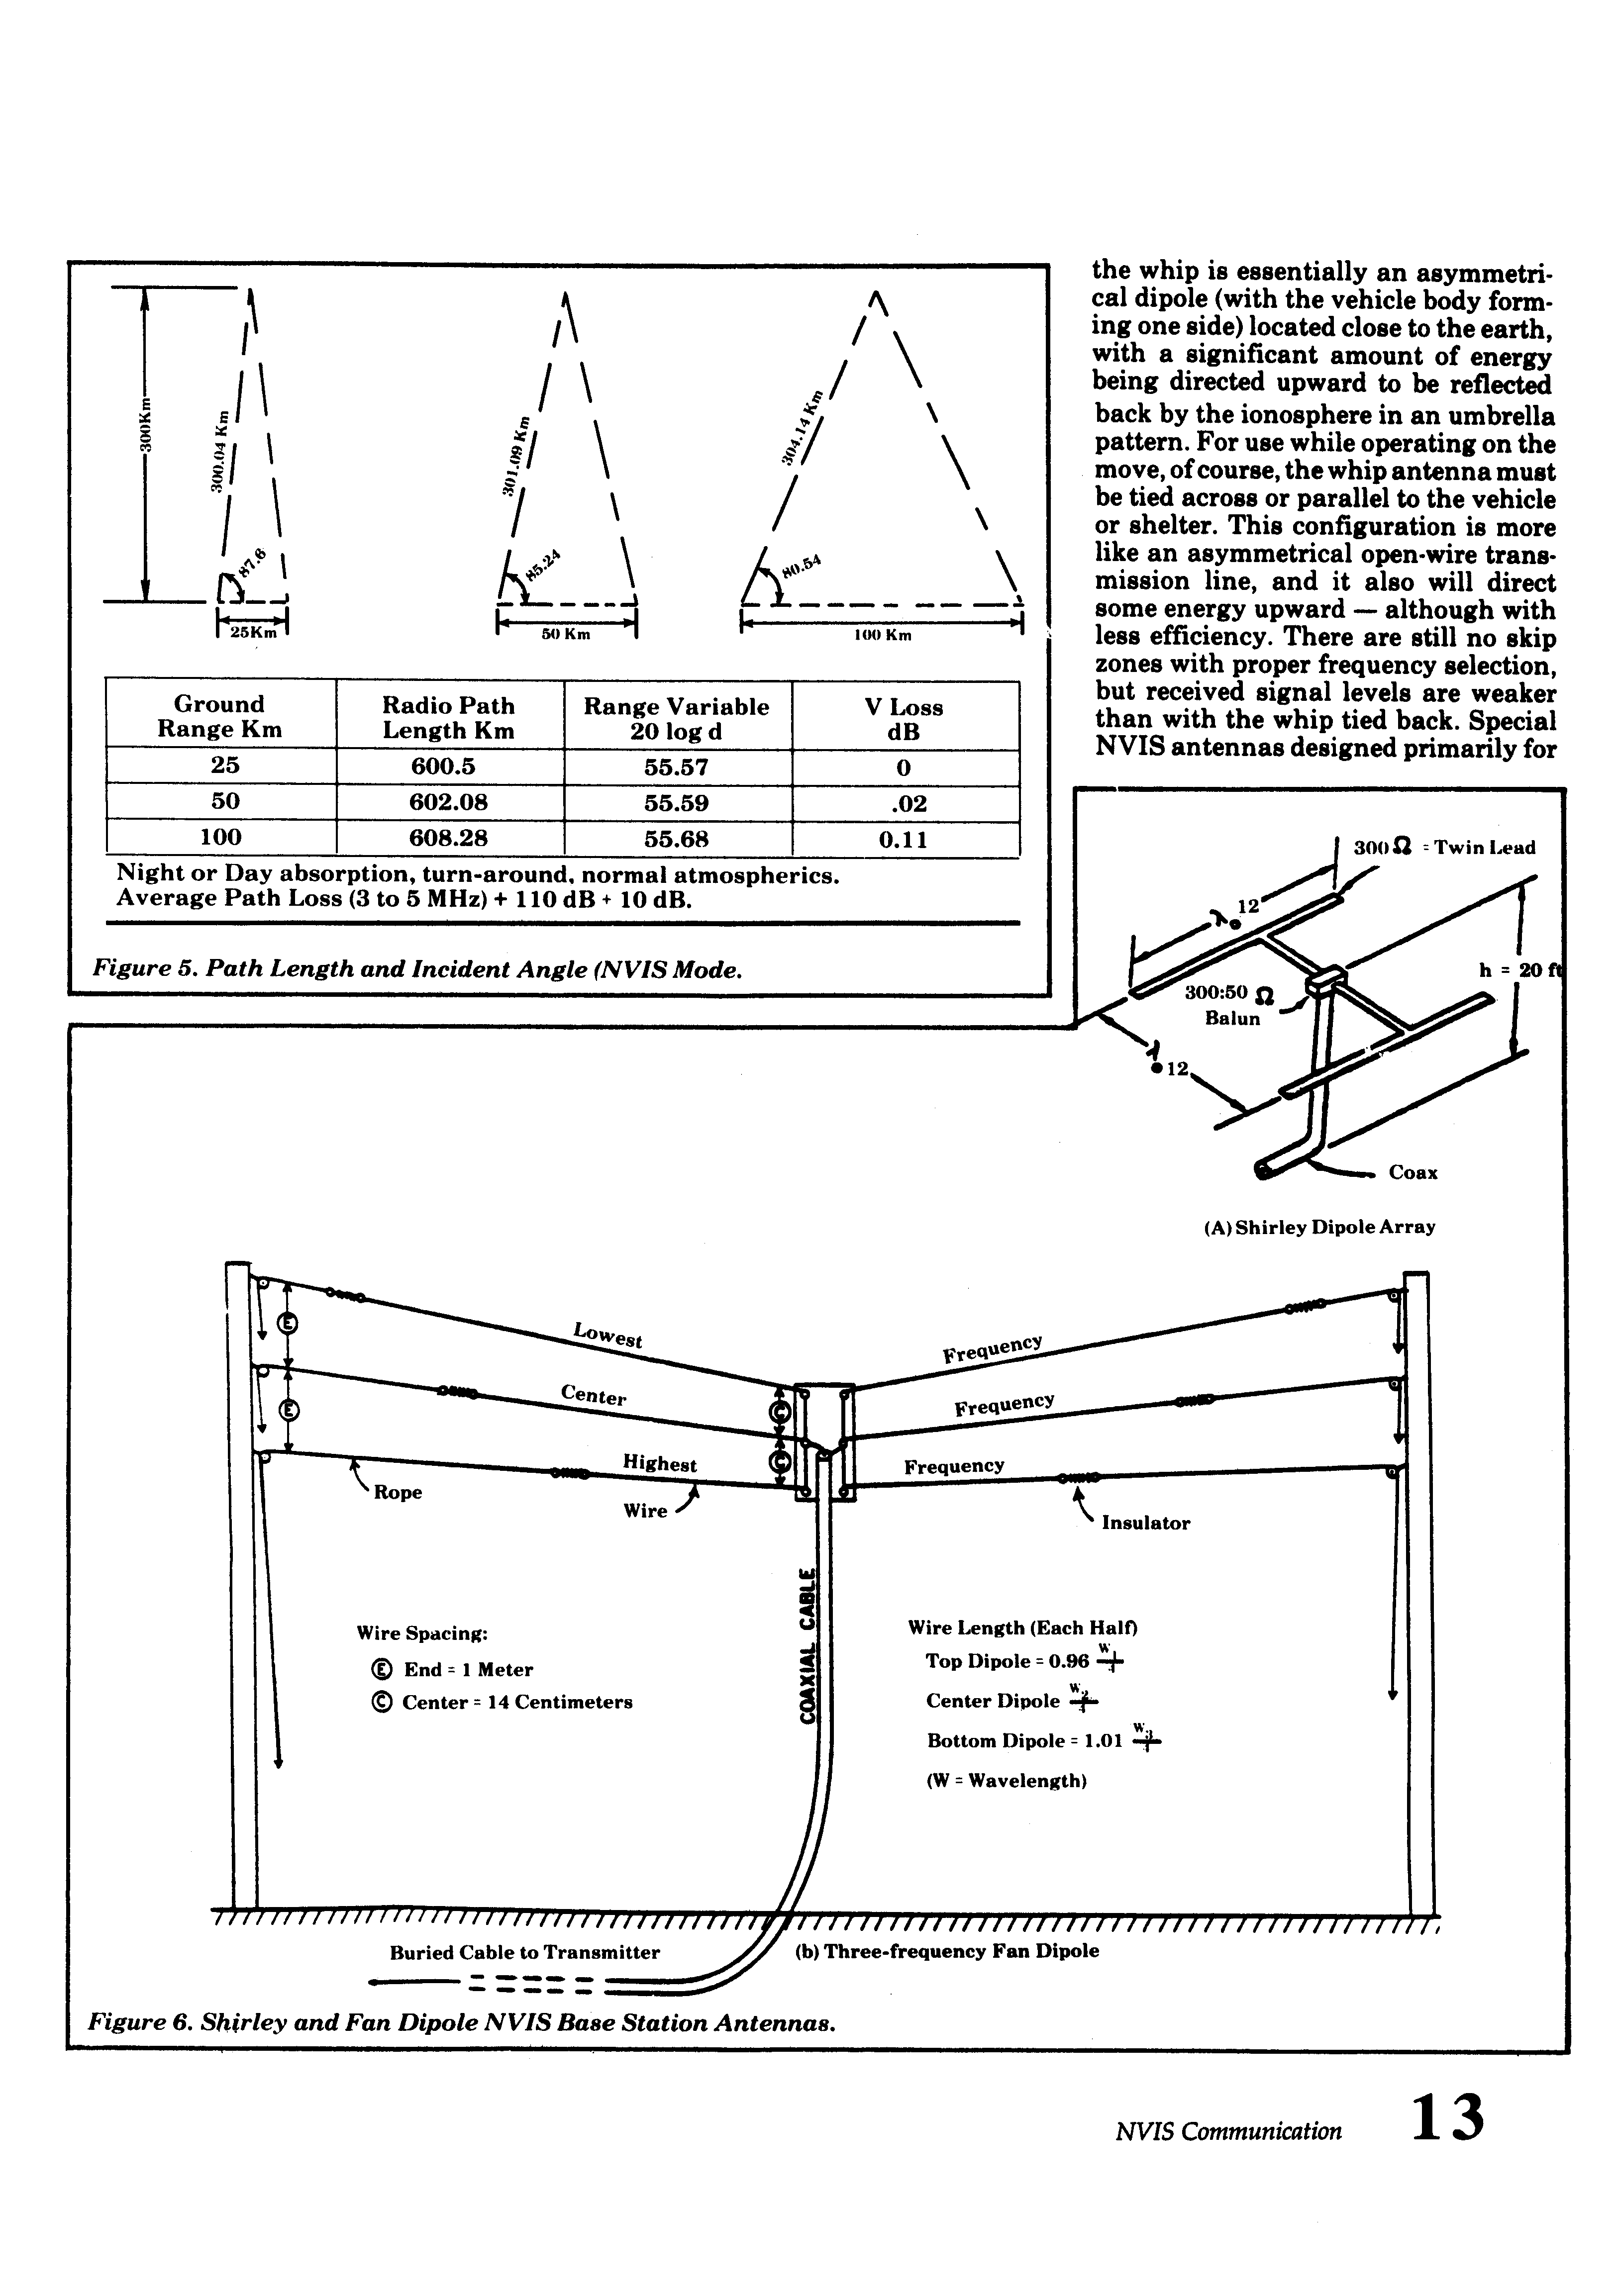 300Km
300.04 Km
87.6
25Km
301.09 Km
85.24
50 Km
304.14 Km
80.54
100 Km
Ground Range Km
Radio Path Length Km
Range Variable 20 log d
V Loss dB
25 600.5 55.57 0
50 602.08 55.59 .02
100 608.28 55.68 0.11
Night or Day absorption, turn-around, normal atmospherics.
Average Path Loss (3 to 5 MHz) + 110 dB + 10 dB.
Figure 5. Path Length and Incident Angle (NVIS Mode.
the whip is essentially an asymmetri-
cal dipole (with the vehicle body form-
ing one side) located close to the earth,
with a significant amount of energy
being directed upward to be reflected
back by the ionosphere in an umbrella
pattern. For use while operating on the
move, of course, the whip antenna must
be tied across or parallel to the vehicle
or shelter. This configuration is more
like an asymmetrical open-wire trans-
mission line, and it also will direct
some energy upward — although with
less efficiency. There are still no skip
zones with proper frequency selection,
but received signal levels are weaker
than with the whip tied back. Special
NVIS antennas designed primarily for
300 Ω = Twin Lead
λ • 12
h = 20 ft
300:50 Ω
Balun
λ • 12
Coax
(A) Shirley Dipole Array
E
Lowest Frequency
E
Center Frequency
C
Highest Frequency
C
Rope
Wire
Insulator
COAXIAL CABLE
Wire Spacing:
Ⓔ End = 1 Meter
Ⓒ Center = 14 Centimeters
Wire Length (Each Half)
Top Dipole = 0.96 W
Center Dipole W
Bottom Dipole = 1.01 W
(W = Wavelength)
Buried Cable to Transmitter
(b) Three-frequency Fan Dipole
Figure 6. Shirley and Fan Dipole NVIS Base Station Antennas.
NVIS Communication 13